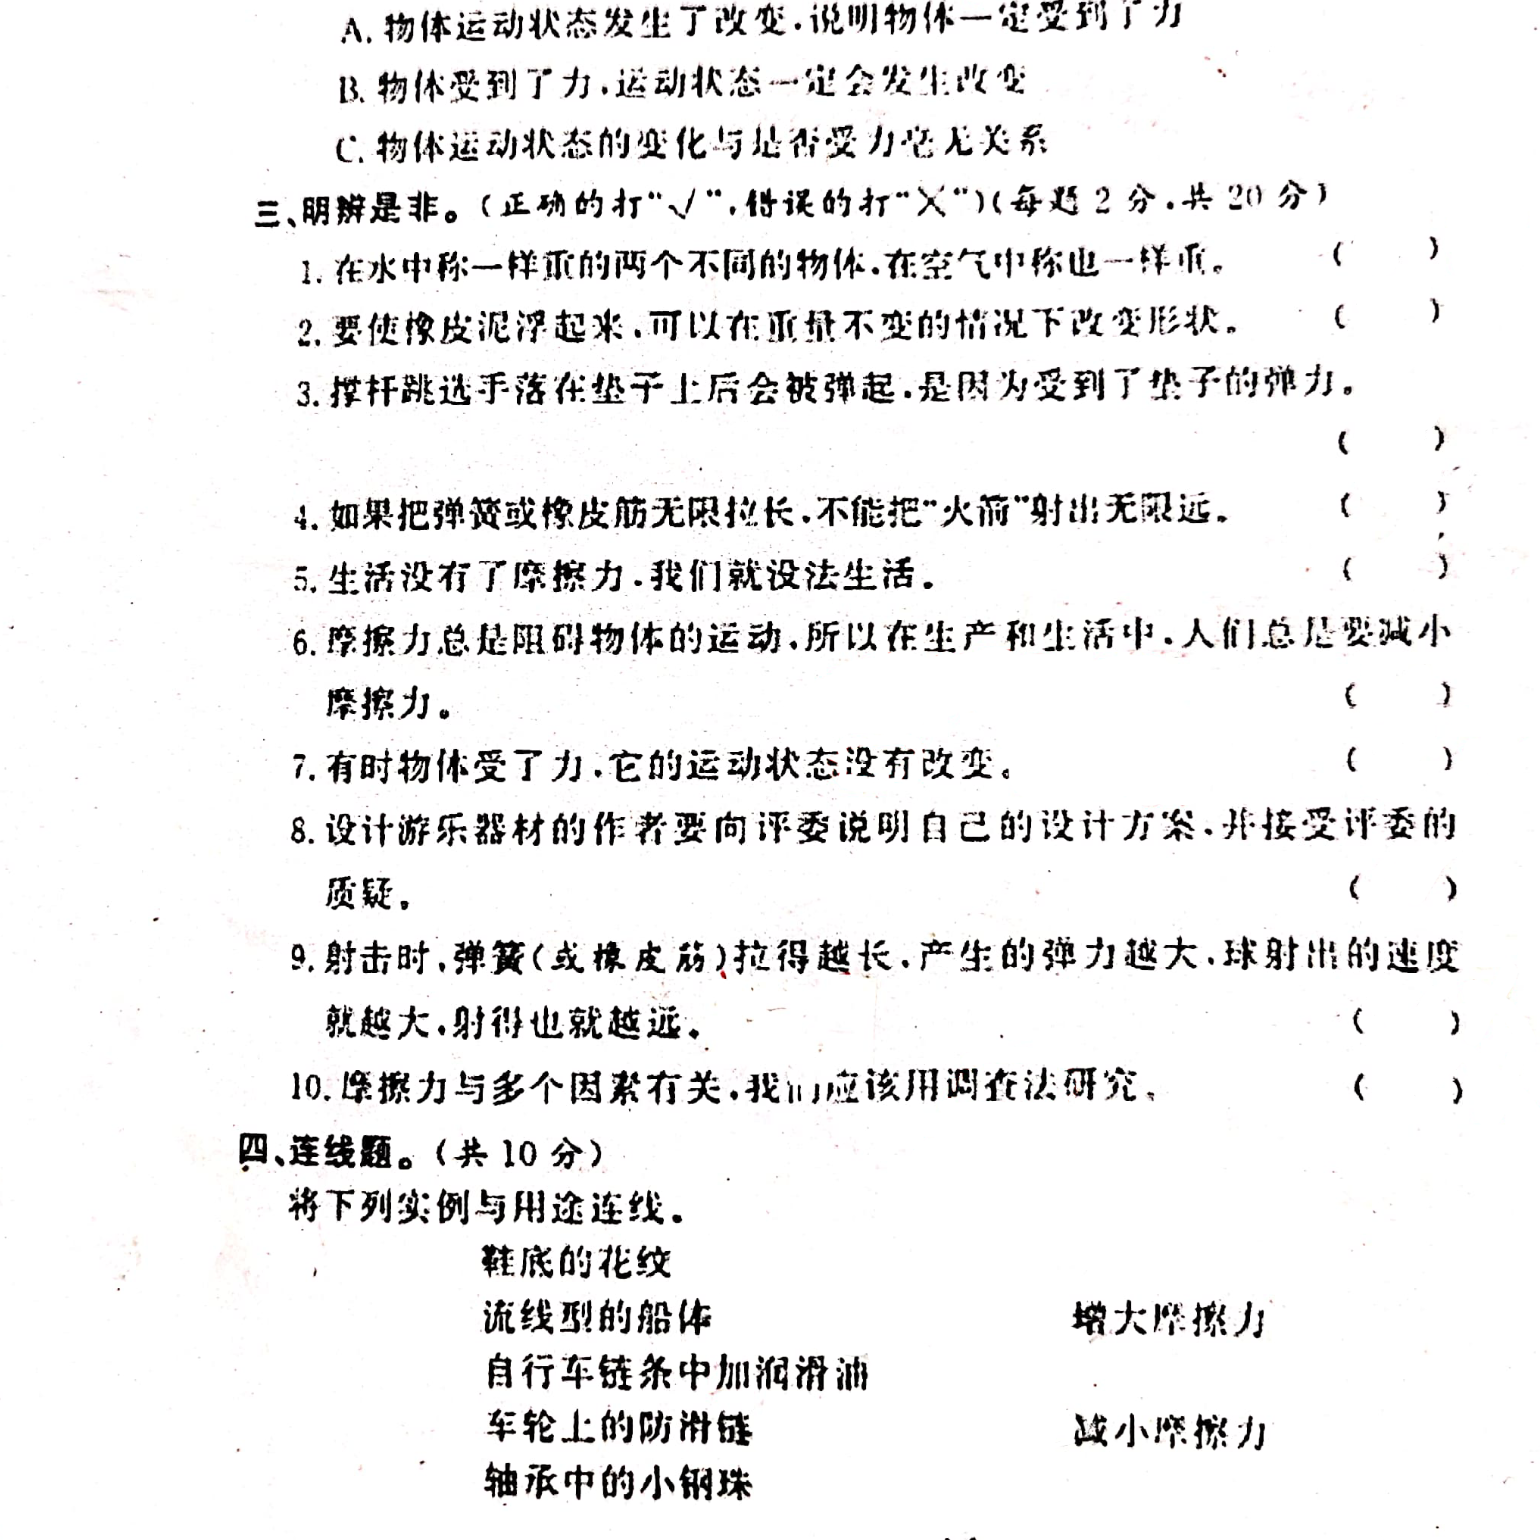 A. 物体运动状态发生了改变,说明物体一定受到了力
B. 物体受到了力,运动状态一定会发生改变
C. 物体运动状态的变化与是否受力毫无关系
三、明辨是非。(正确的打“√”,错误的打“╳”)(每题 2 分,共 20 分)
1. 在水中称一样重的两个不同的物体,在空气中称也一样重。 ( )
2. 要使橡皮泥浮起来,可以在重量不变的情况下改变形状。 ( )
3. 撑杆跳选手落在垫子上后会被弹起,是因为受到了垫子的弹力。
( )
4. 如果把弹簧或橡皮筋无限拉长,不能把“火箭”射出无限远。 ( )
5. 生活没有了摩擦力,我们就没法生活。 ( )
6. 摩擦力总是阻碍物体的运动,所以在生产和生活中,人们总是要减小
摩擦力。 ( )
7. 有时物体受了力,它的运动状态没有改变。 ( )
8. 设计游乐器材的作者要向评委说明自己的设计方案,并接受评委的
质疑。 ( )
9. 射击时,弹簧(或橡皮筋)拉得越长,产生的弹力越大,球射出的速度
就越大,射得也就越远。 ( )
10. 摩擦力与多个因素有关,我们应该用调查法研究。 ( )
四、连线题。(共 10 分)
将下列实例与用途连线。
鞋底的花纹
流线型的船体 增大摩擦力
自行车链条中加润滑油
车轮上的防滑链 减小摩擦力
轴承中的小钢珠